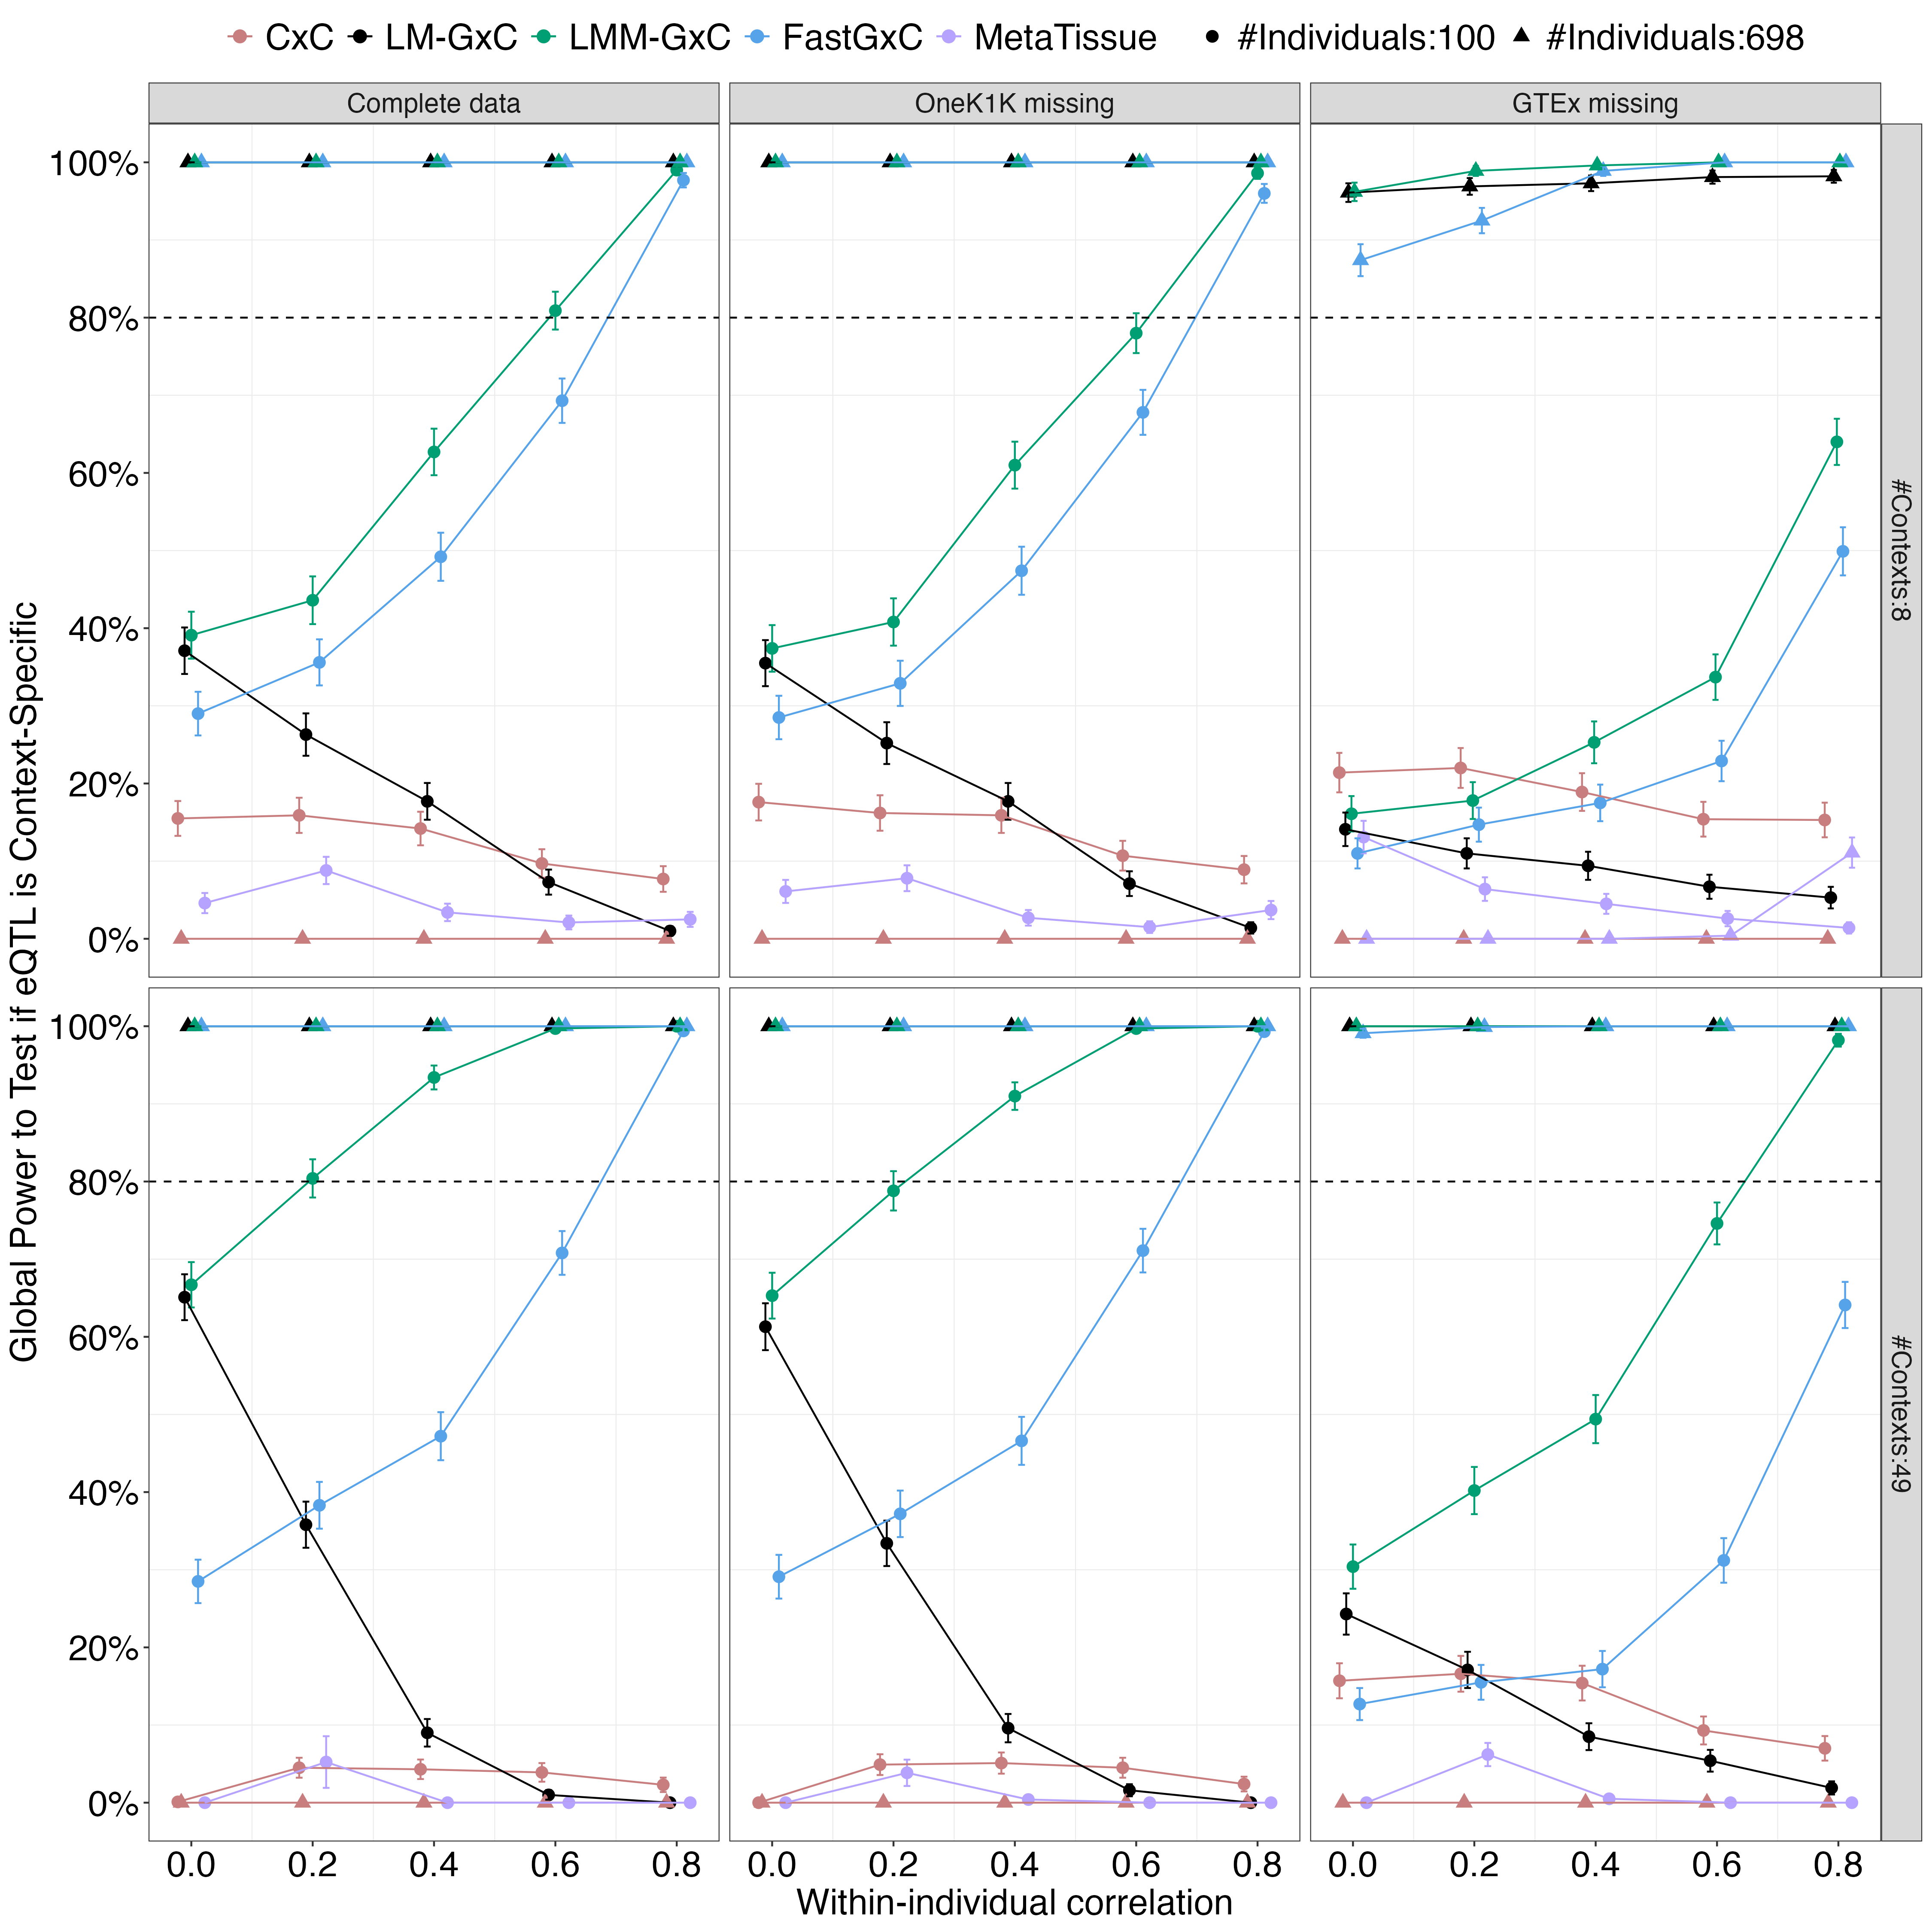 CxC LM-GxC LMM-GxC FastGxC MetaTissue #Individuals:100 #Individuals:698
Complete data OneK1K missing GTEx missing
100%
80%
60%
40%
20%
0%
#Contexts:8
100%
80%
60%
40%
20%
0%
#Contexts:49
Global Power to Test if eQTL is Context-Specific
0.0 0.2 0.4 0.6 0.8 0.0 0.2 0.4 0.6 0.8 0.0 0.2 0.4 0.6 0.8
Within-individual correlation